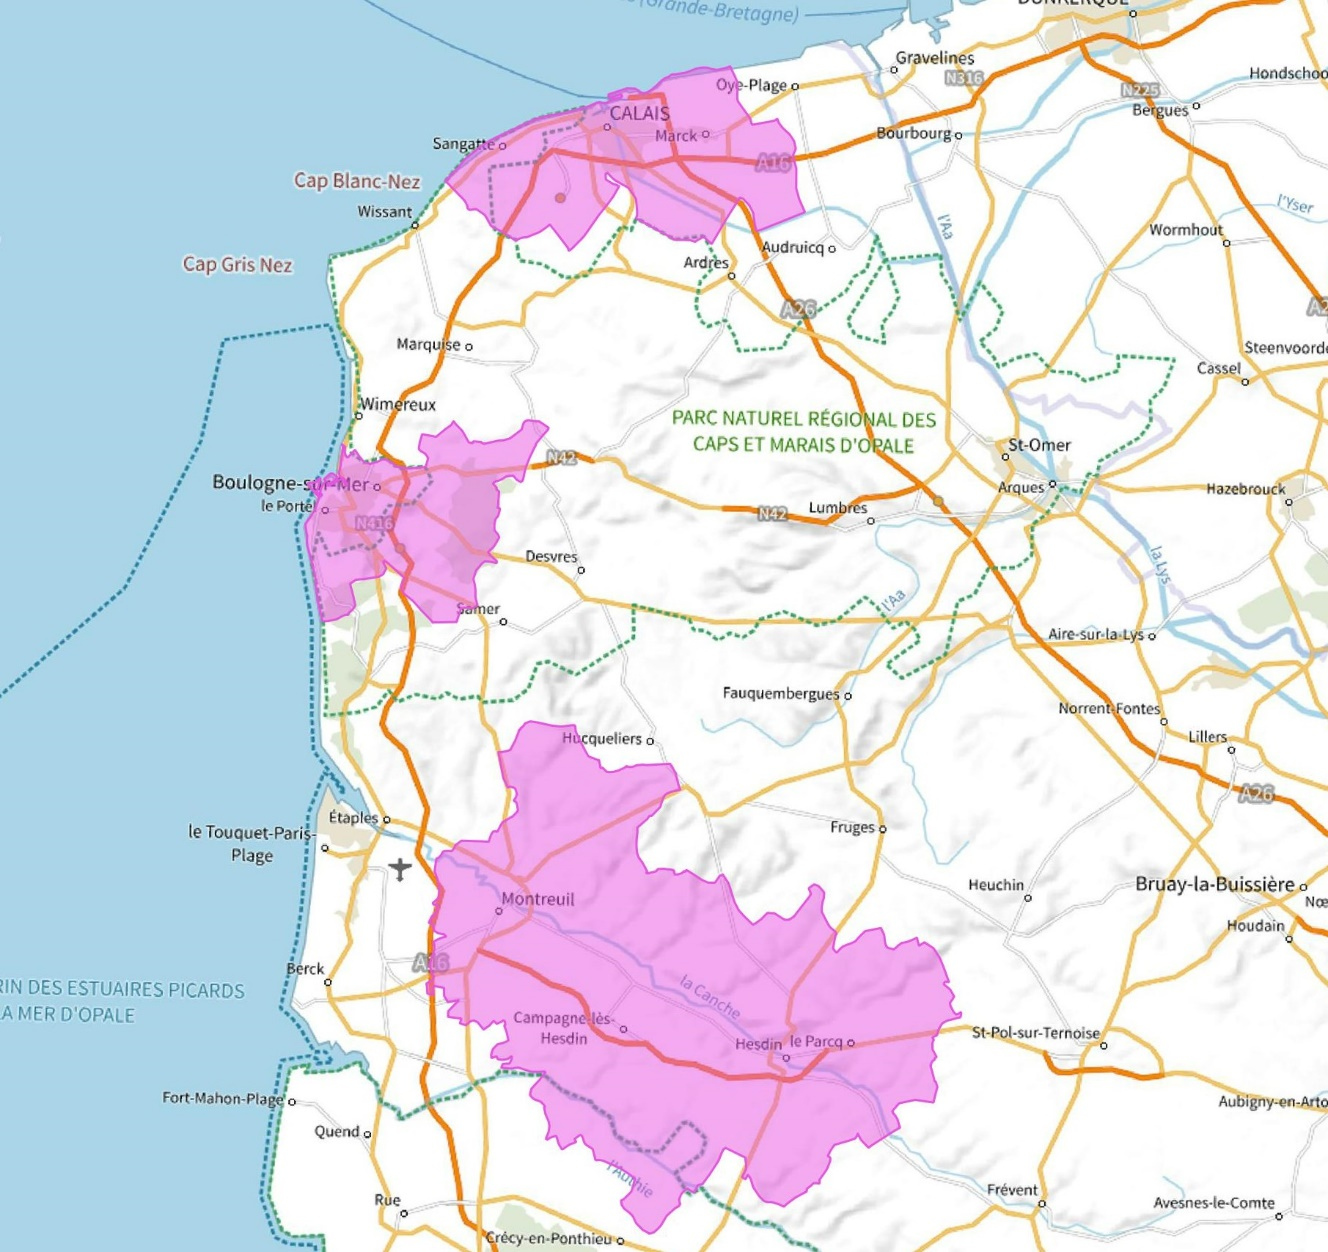 (Grande-Bretagne)
DUNKERQUE
Gravelines
N316
Hondschoo
Oye-Plage
N225
Bergues
CALAIS
Marck
Bourbourg
Sangatte
A16
Cap Blanc-Nez
Wissant
l'Aa
l'Yser
Wormhout
Audruicq
Cap Gris Nez
Ardres
A26
A2
Marquise
Steenvoorde
Cassel
Wimereux
PARC NATUREL RÉGIONAL DES
CAPS ET MARAIS D'OPALE
St-Omer
N42
Boulogne-sur-Mer
le Portel
Arques
Hazebrouck
N416
N42
Lumbres
Desvres
la Lys
l'Aa
Samer
Aire-sur-la-Lys
Fauquembergues
Norrent-Fontes
Hucqueliers
Lillers
A26
Étaples
le Touquet-Paris-
Plage
Fruges
Heuchin
Bruay-la-Buissière
Nœ
Montreuil
Houdain
A16
Berck
RIN DES ESTUAIRES PICARDS
LA MER D'OPALE
la Canche
Campagne-lès-
Hesdin
Hesdin
le Parcq
St-Pol-sur-Ternoise
Fort-Mahon-Plage
Aubigny-en-Arto
Quend
l'Authie
Rue
Frévent
Avesnes-le-Comte
Crécy-en-Ponthieu